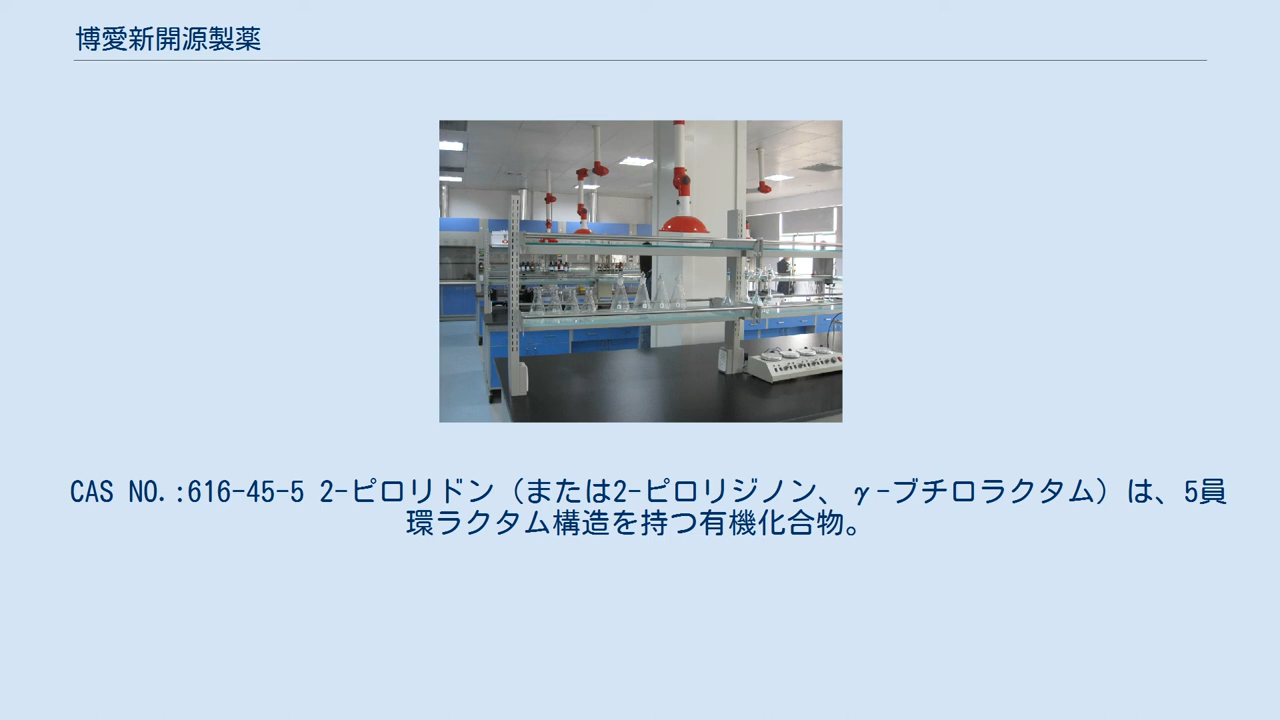 博愛新開源製薬
CAS NO.:616-45-5 2-ピロリドン（または2-ピロリジノン、γ-ブチロラクタム）は、5員
環ラクタム構造を持つ有機化合物。